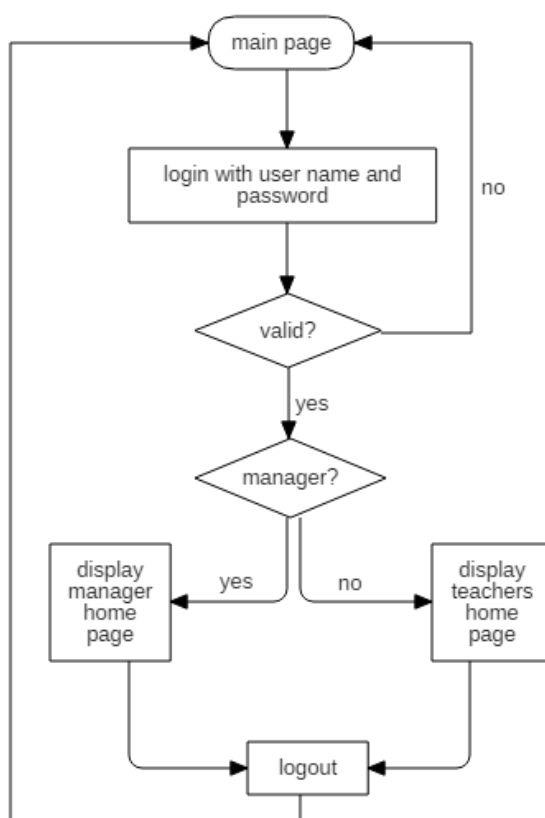 main page
login with user name and
password
no
valid?
yes
manager?
display
manager
home
page
yes
no
display
teachers
home
page
logout